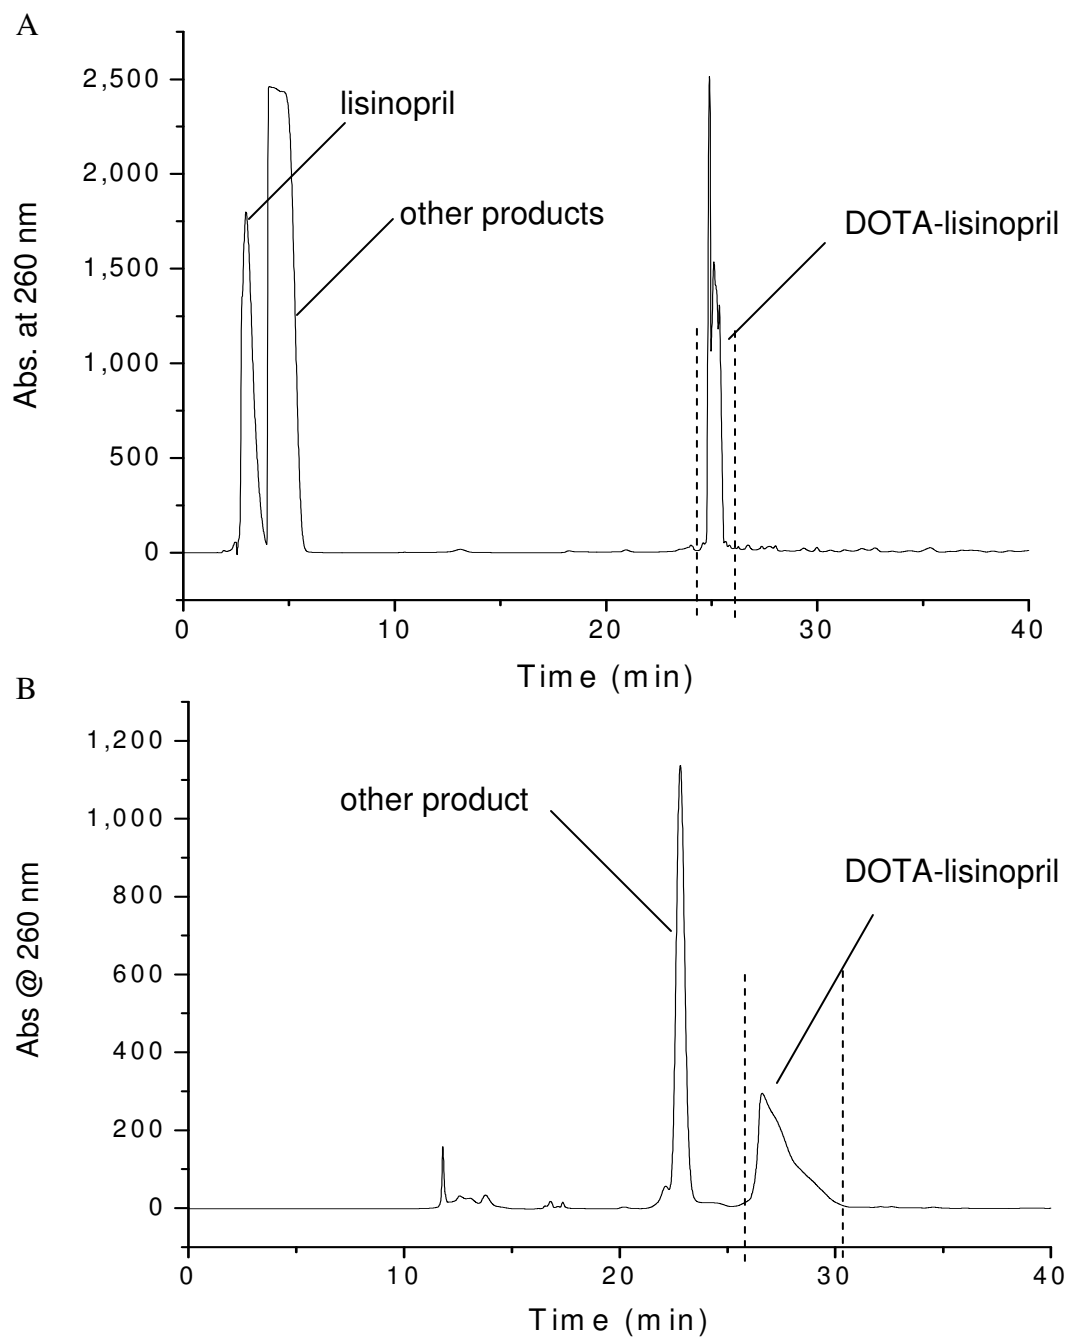 A
2,500
lisinopril
2,000
other products
DOTA-lisinopril
1,500
Abs. at 260 nm
1,000
500
0
0 10 20 30 40
Time (min)
B
1,200
other product
1,000
DOTA-lisinopril
800
Abs @ 260 nm
600
400
200
0
0 10 20 30 40
Time (min)